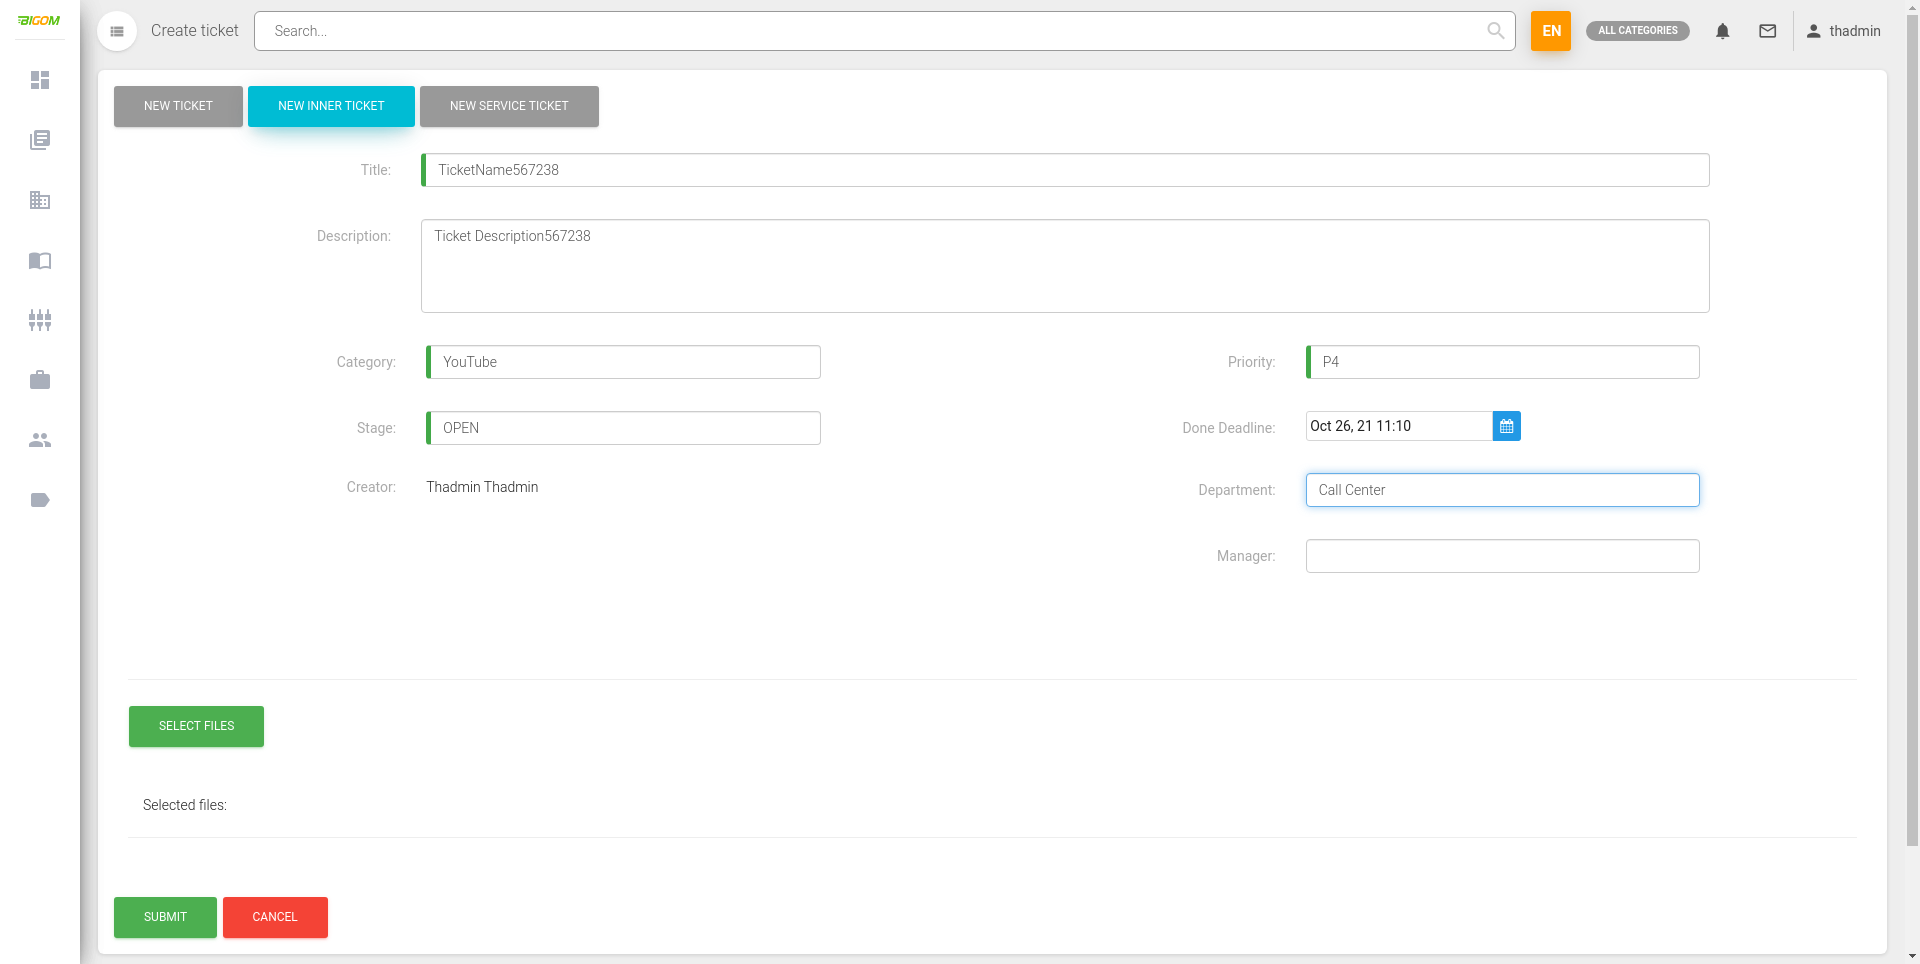 BIGOM
Create ticket
Search...
EN
ALL CATEGORIES
thadmin
NEW TICKET
NEW INNER TICKET
NEW SERVICE TICKET
Title:
TicketName567238
Description:
Ticket Description567238
Category:
YouTube
Priority:
P4
Stage:
OPEN
Done Deadline:
Oct 26, 21 11:10
Creator:
Thadmin Thadmin
Department:
Call Center
Manager:
SELECT FILES
Selected files:
SUBMIT
CANCEL